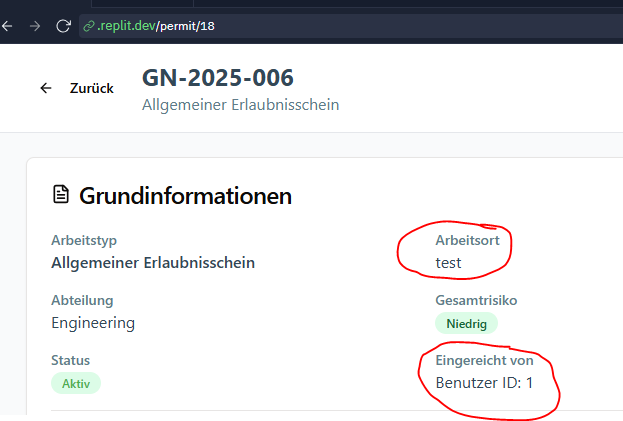 .replit.dev/permit/18
Zurück
GN-2025-006
Allgemeiner Erlaubnisschein
Grundinformationen
Arbeitstyp
Allgemeiner Erlaubnisschein
Arbeitsort
test
Abteilung
Engineering
Gesamtrisiko
Niedrig
Status
Aktiv
Eingereicht von
Benutzer ID: 1